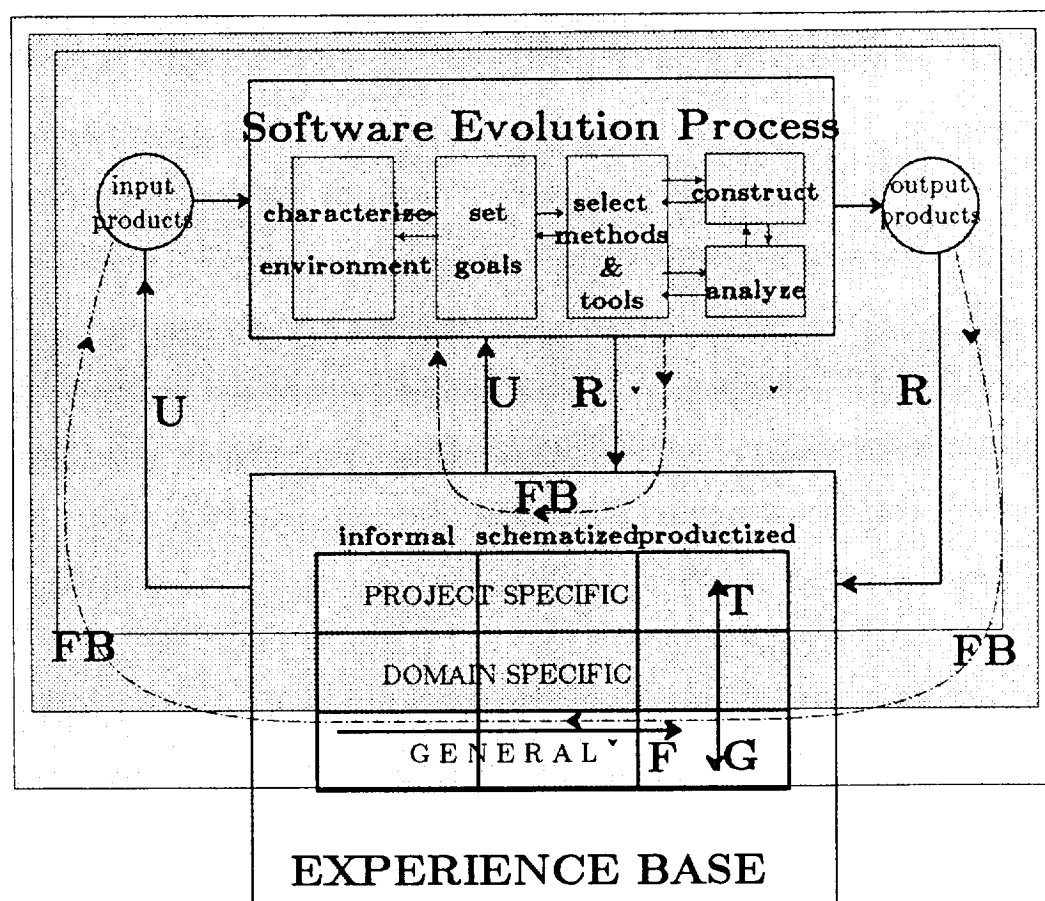 Software Evolution Process
input
products
characterize
environment
set
goals
select
methods
&
tools
construct
analyze
output
products
U
U
R
R
FB
informal schematized productized
PROJECT SPECIFIC
T
FB
FB
DOMAIN SPECIFIC
GENERAL
F
G
EXPERIENCE BASE